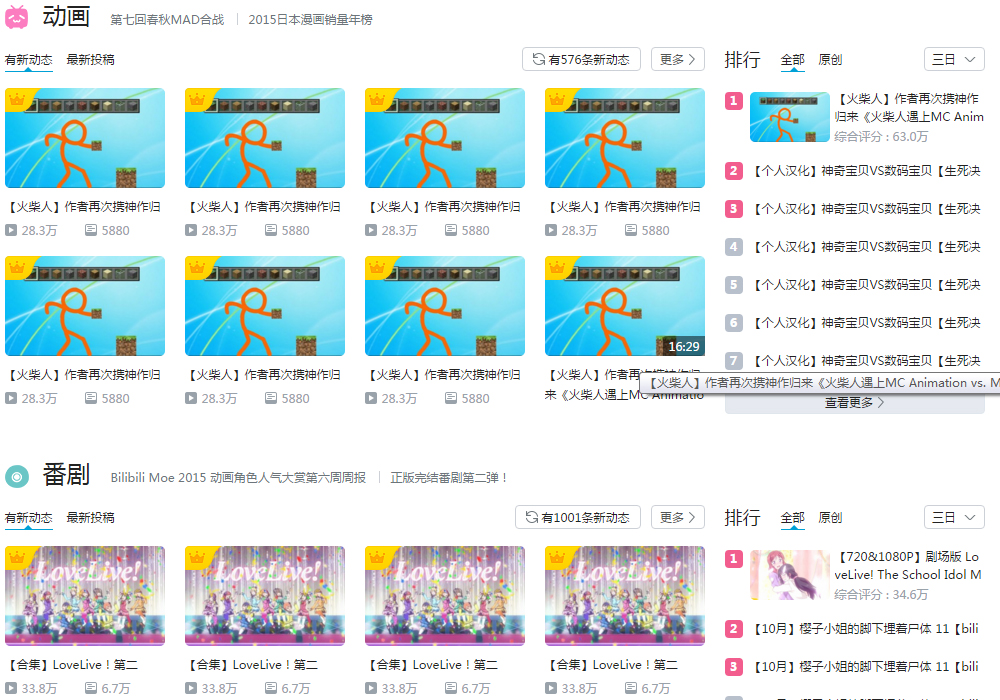 动画 第七回春秋MAD合战 2015日本漫画销量年榜
有新动态 最新投稿 有576条新动态 更多
排行 全部 原创 三日
【火柴人】作者再次携神作归
28.3万 5880
【火柴人】作者再次携神作归
28.3万 5880
【火柴人】作者再次携神作归
28.3万 5880
【火柴人】作者再次携神作归
28.3万 5880
【火柴人】作者再次携神作归
28.3万 5880
【火柴人】作者再次携神作归
28.3万 5880
【火柴人】作者再次携神作归
28.3万 5880
16:29
【火柴人】作者再次携神作归
来《火柴人遇上MC Animatio
1 【火柴人】作者再次携神作
归来《火柴人遇上MC Anim
综合评分：63.0万
2 【个人汉化】神奇宝贝VS数码宝贝【生死决
3 【个人汉化】神奇宝贝VS数码宝贝【生死决
4 【个人汉化】神奇宝贝VS数码宝贝【生死决
5 【个人汉化】神奇宝贝VS数码宝贝【生死决
6 【个人汉化】神奇宝贝VS数码宝贝【生死决
7 【个人汉化】神奇宝贝VS数码宝贝【生死决
【火柴人】作者再次携神作归来《火柴人遇上MC Animation vs. M
查看更多
番剧 Bilibili Moe 2015 动画角色人气大赏第六周周报 正版完结番剧第二弹！
有新动态 最新投稿 有1001条新动态 更多
排行 全部 原创 三日
LoveLive!
【合集】LoveLive！第二
33.8万 6.7万
LoveLive!
【合集】LoveLive！第二
33.8万 6.7万
LoveLive!
【合集】LoveLive！第二
33.8万 6.7万
LoveLive!
【合集】LoveLive！第二
33.8万 6.7万
1 【720&1080P】剧场版 Lo
veLive! The School Idol M
综合评分：34.6万
2 【10月】樱子小姐的脚下埋着尸体 11【bili
3 【10月】樱子小姐的脚下埋着尸体 11【bili